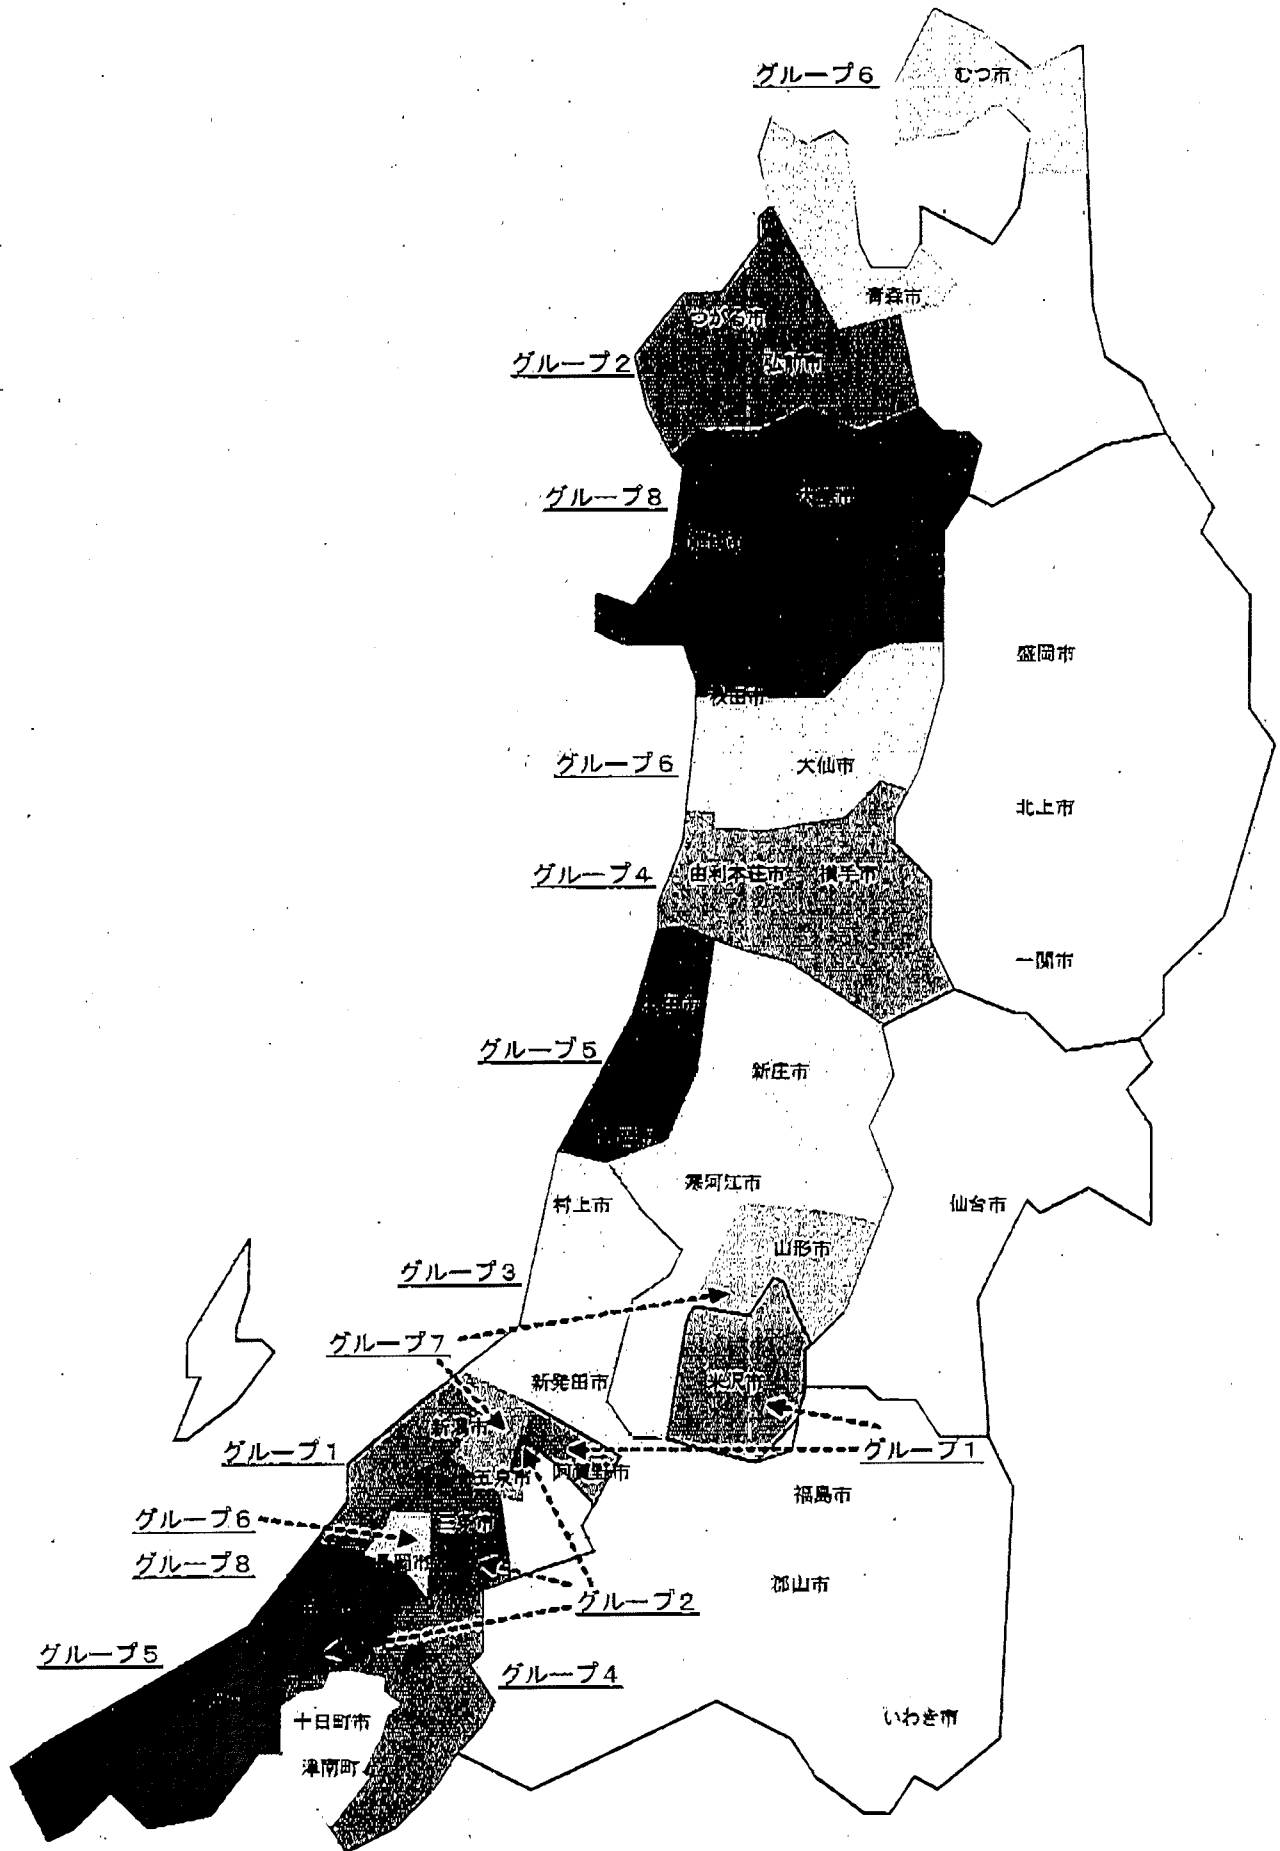 グループ6
むつ市
青森市
つがる市
グループ2
弘前市
グループ8
盛岡市
秋田市
グループ6
大仙市
北上市
グループ4
由利本荘市
横手市
一関市
グループ5
新庄市
寒河江市
村上市
仙台市
山形市
グループ3
グループ7
新発田市
米沢市
新潟市
グループ1
グループ1
阿賀野市
五泉市
福島市
グループ6
三条市
グループ8
郡山市
グループ2
グループ5
グループ4
十日町市
いわき市
津南町